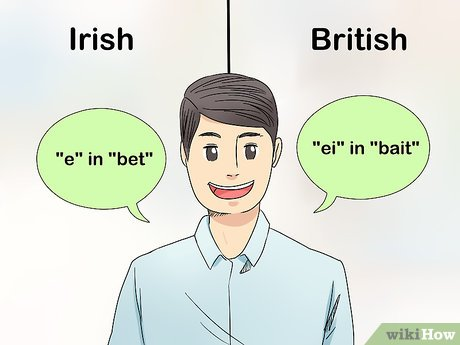 Irish
British
"e" in "bet"
"ei" in "bait"
wikiHow